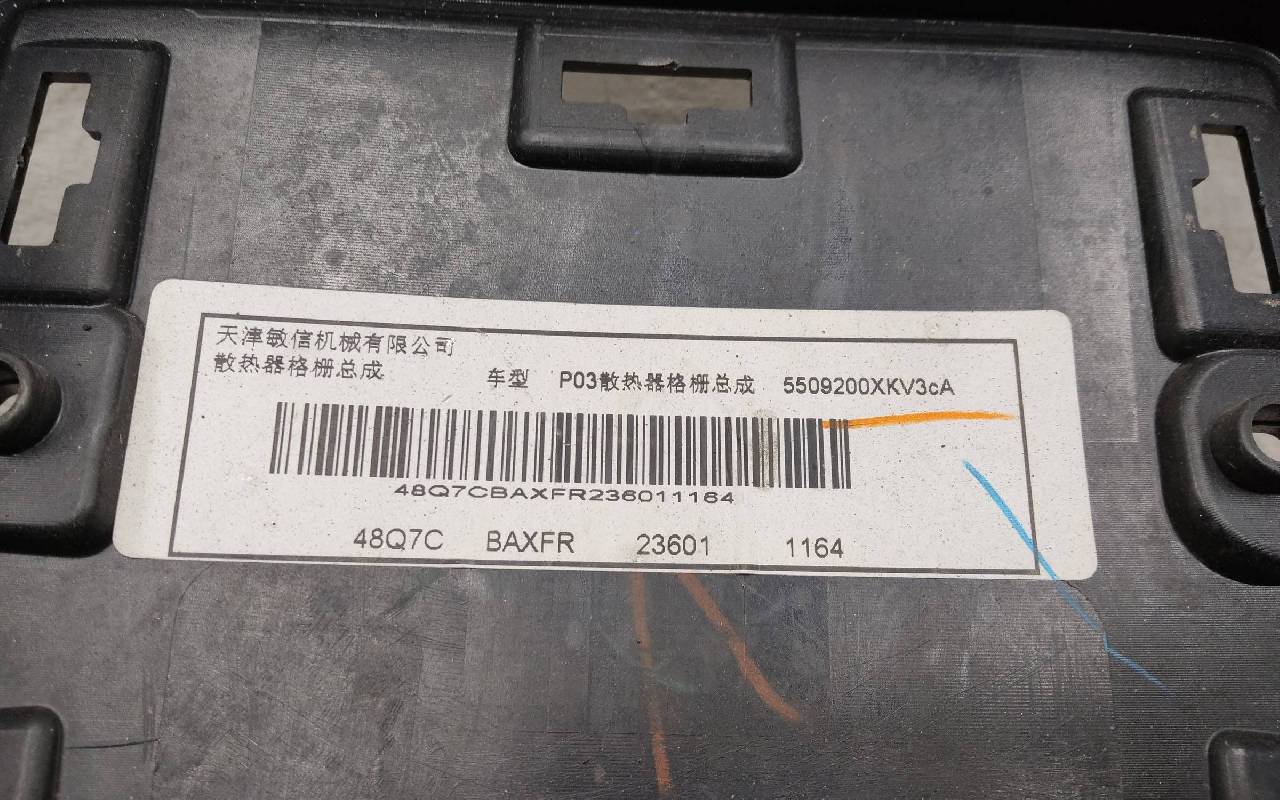 天津敏信机械有限公司
散热器格栅总成
车型 P03散热器格栅总成 5509200XKV3cA
48Q7CBAXFR236011164
48Q7C BAXFR 23601 1164